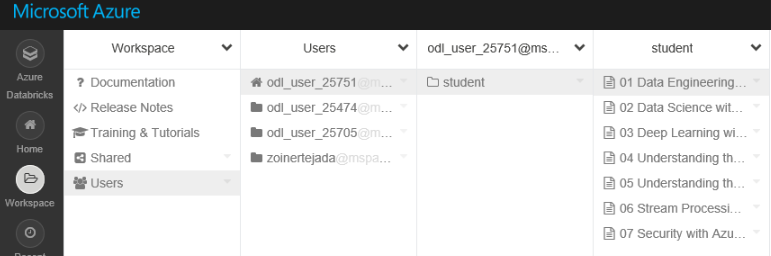 Microsoft Azure
Azure
Databricks
Home
Workspace
Workspace
Documentation
Release Notes
Training & Tutorials
Shared
Users
Users
odl_user_25751@m...
odl_user_25474@m...
odl_user_25705@m...
zoinertejada@mspa...
odl_user_25751@ms...
student
student
01 Data Engineering...
02 Data Science wit...
03 Deep Learning wi...
04 Understanding th...
05 Understanding th...
06 Stream Processi...
07 Security with Azu...